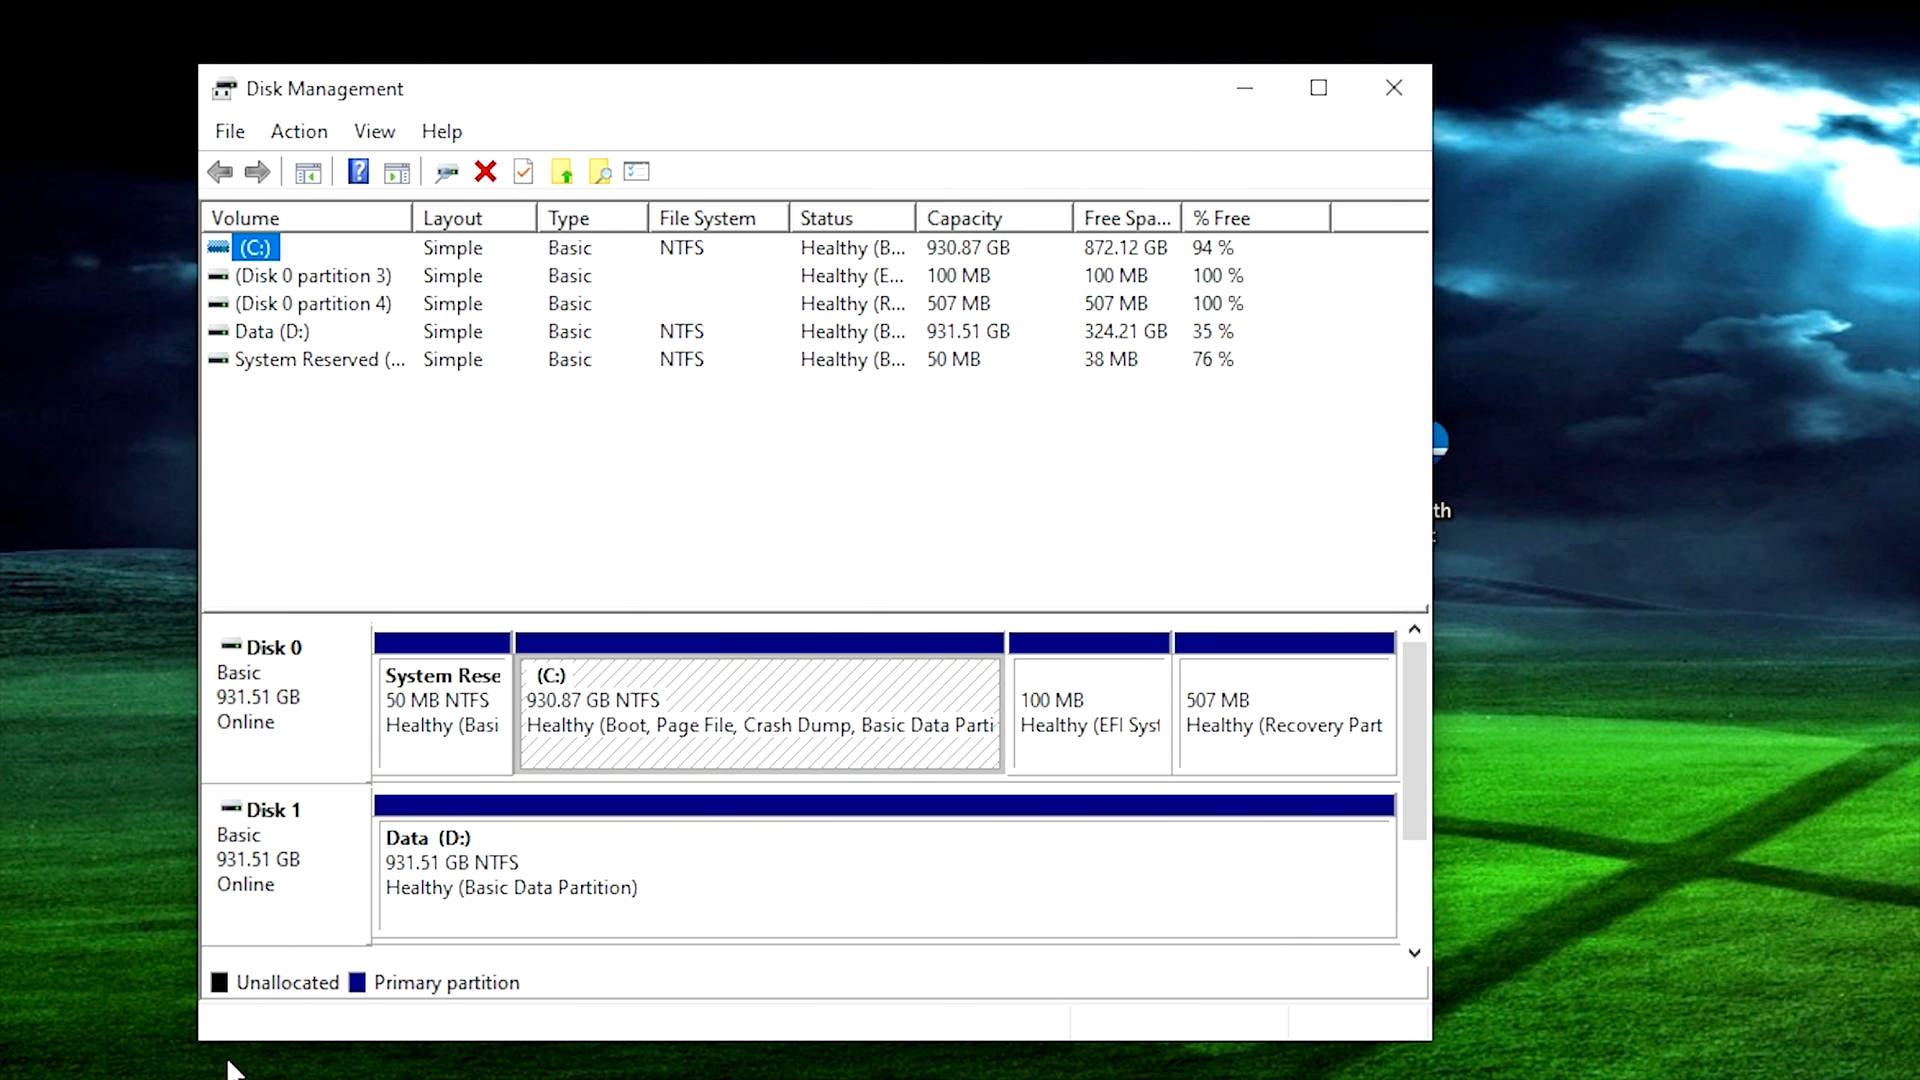 Disk Management
File Action View Help
Volume Layout Type File System Status Capacity Free Spa... % Free
(C:) Simple Basic NTFS Healthy (B... 930.87 GB 872.12 GB 94 %
(Disk 0 partition 3) Simple Basic Healthy (E... 100 MB 100 MB 100 %
(Disk 0 partition 4) Simple Basic Healthy (R... 507 MB 507 MB 100 %
Data (D:) Simple Basic NTFS Healthy (B... 931.51 GB 324.21 GB 35 %
System Reserved (... Simple Basic NTFS Healthy (B... 50 MB 38 MB 76 %
th
Disk 0
Basic
931.51 GB
Online
System Rese
50 MB NTFS
Healthy (Basi
(C:)
930.87 GB NTFS
Healthy (Boot, Page File, Crash Dump, Basic Data Parti
100 MB
Healthy (EFI Syst
507 MB
Healthy (Recovery Part
Disk 1
Basic
931.51 GB
Online
Data (D:)
931.51 GB NTFS
Healthy (Basic Data Partition)
Unallocated Primary partition